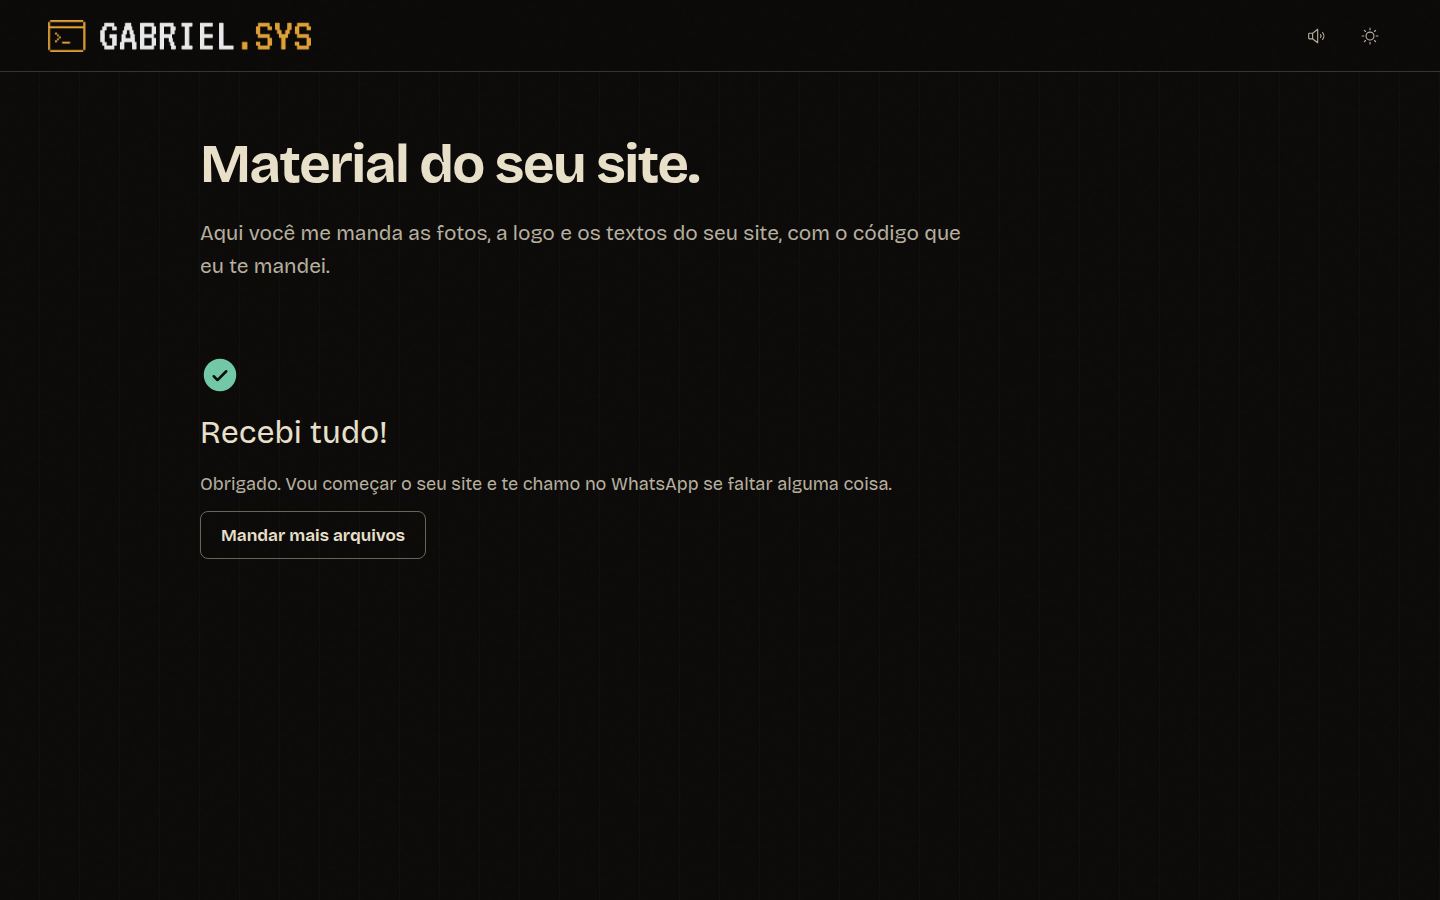 GABRIEL.SYS
Material do seu site.
Aqui você me manda as fotos, a logo e os textos do seu site, com o código que
eu te mandei.
Recebi tudo!
Obrigado. Vou começar o seu site e te chamo no WhatsApp se faltar alguma coisa.
Mandar mais arquivos